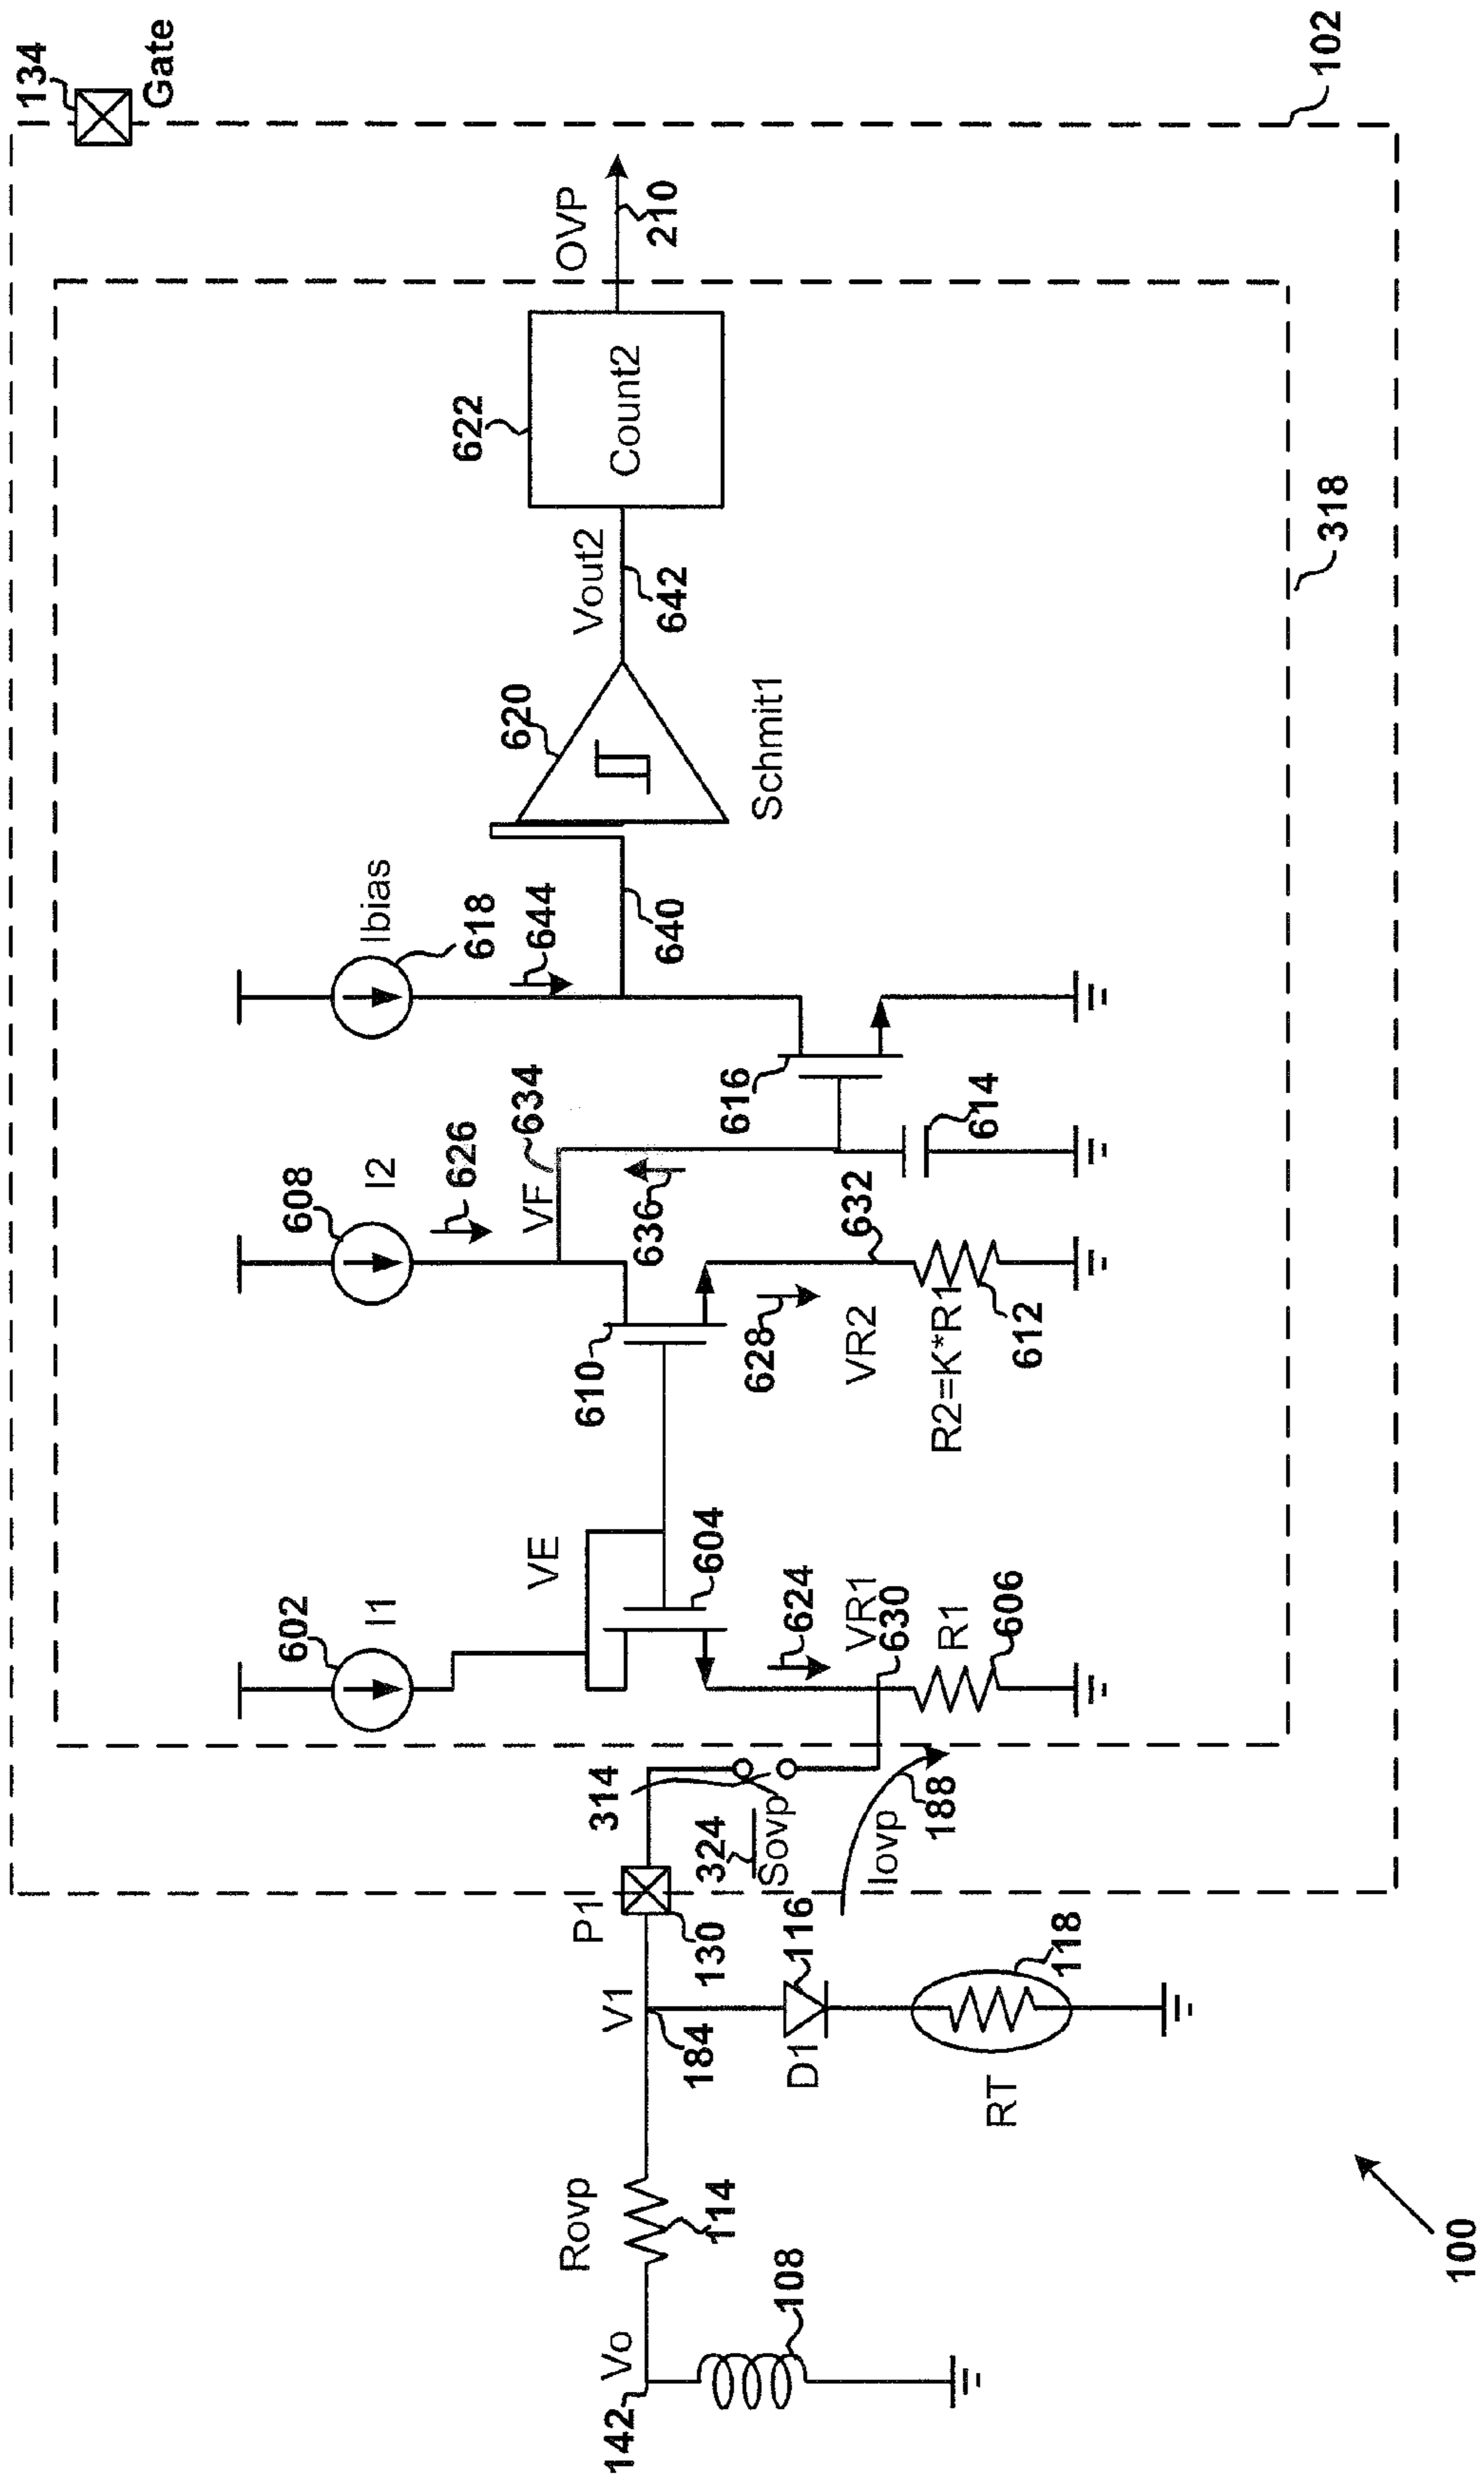 134
Gate
102
OVP
210
622
Count2
318
Vout2
642
620
Schmit1
Ibias
618
644
640
616
614
634
VF
636
I2
626
608
632
628
VR2
R2=K*R1
612
610
VE
604
602
I1
624
VR1
630
R1
606
314
324
Sovp
Iovp
188
P1
130
116
118
V1
184
D1
RT
Rovp
114
Vo
142
108
100